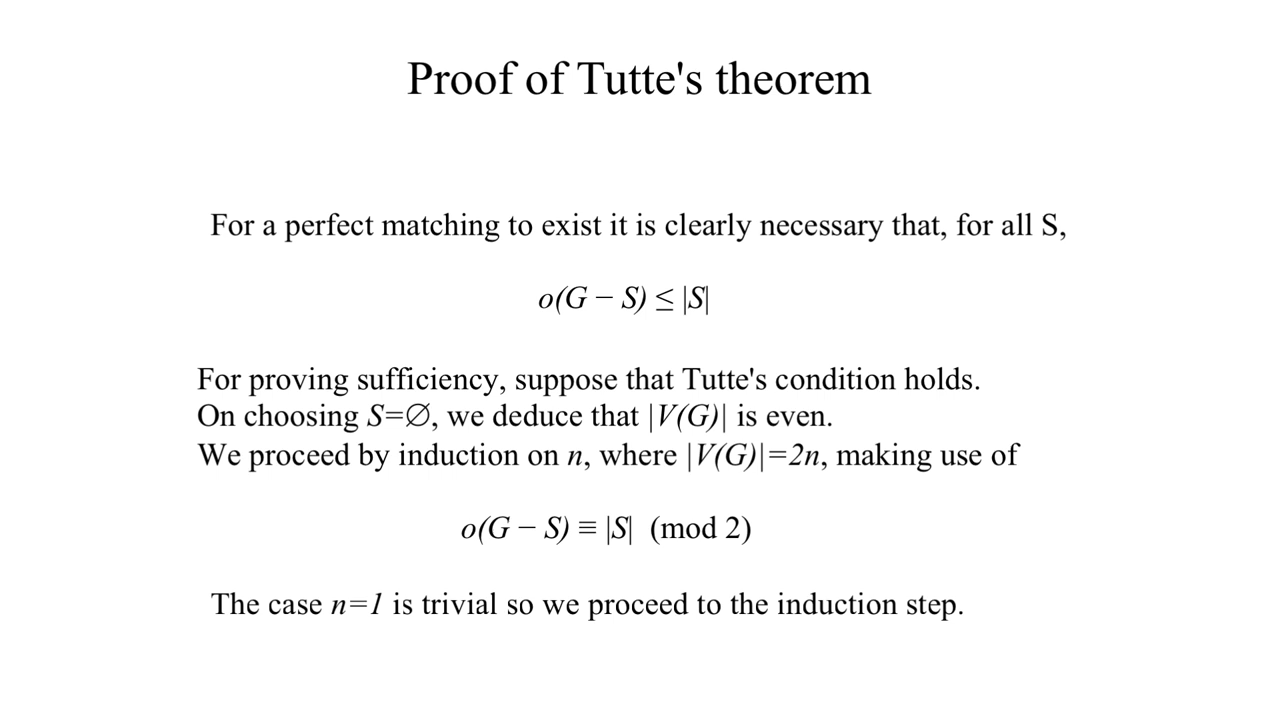 Proof of Tutte's theorem
For a perfect matching to exist it is clearly necessary that, for all S,
o(G − S) ≤ |S|
For proving sufficiency, suppose that Tutte's condition holds.
On choosing S=∅, we deduce that |V(G)| is even.
We proceed by induction on n, where |V(G)|=2n, making use of
o(G − S) ≡ |S| (mod 2)
The case n=1 is trivial so we proceed to the induction step.